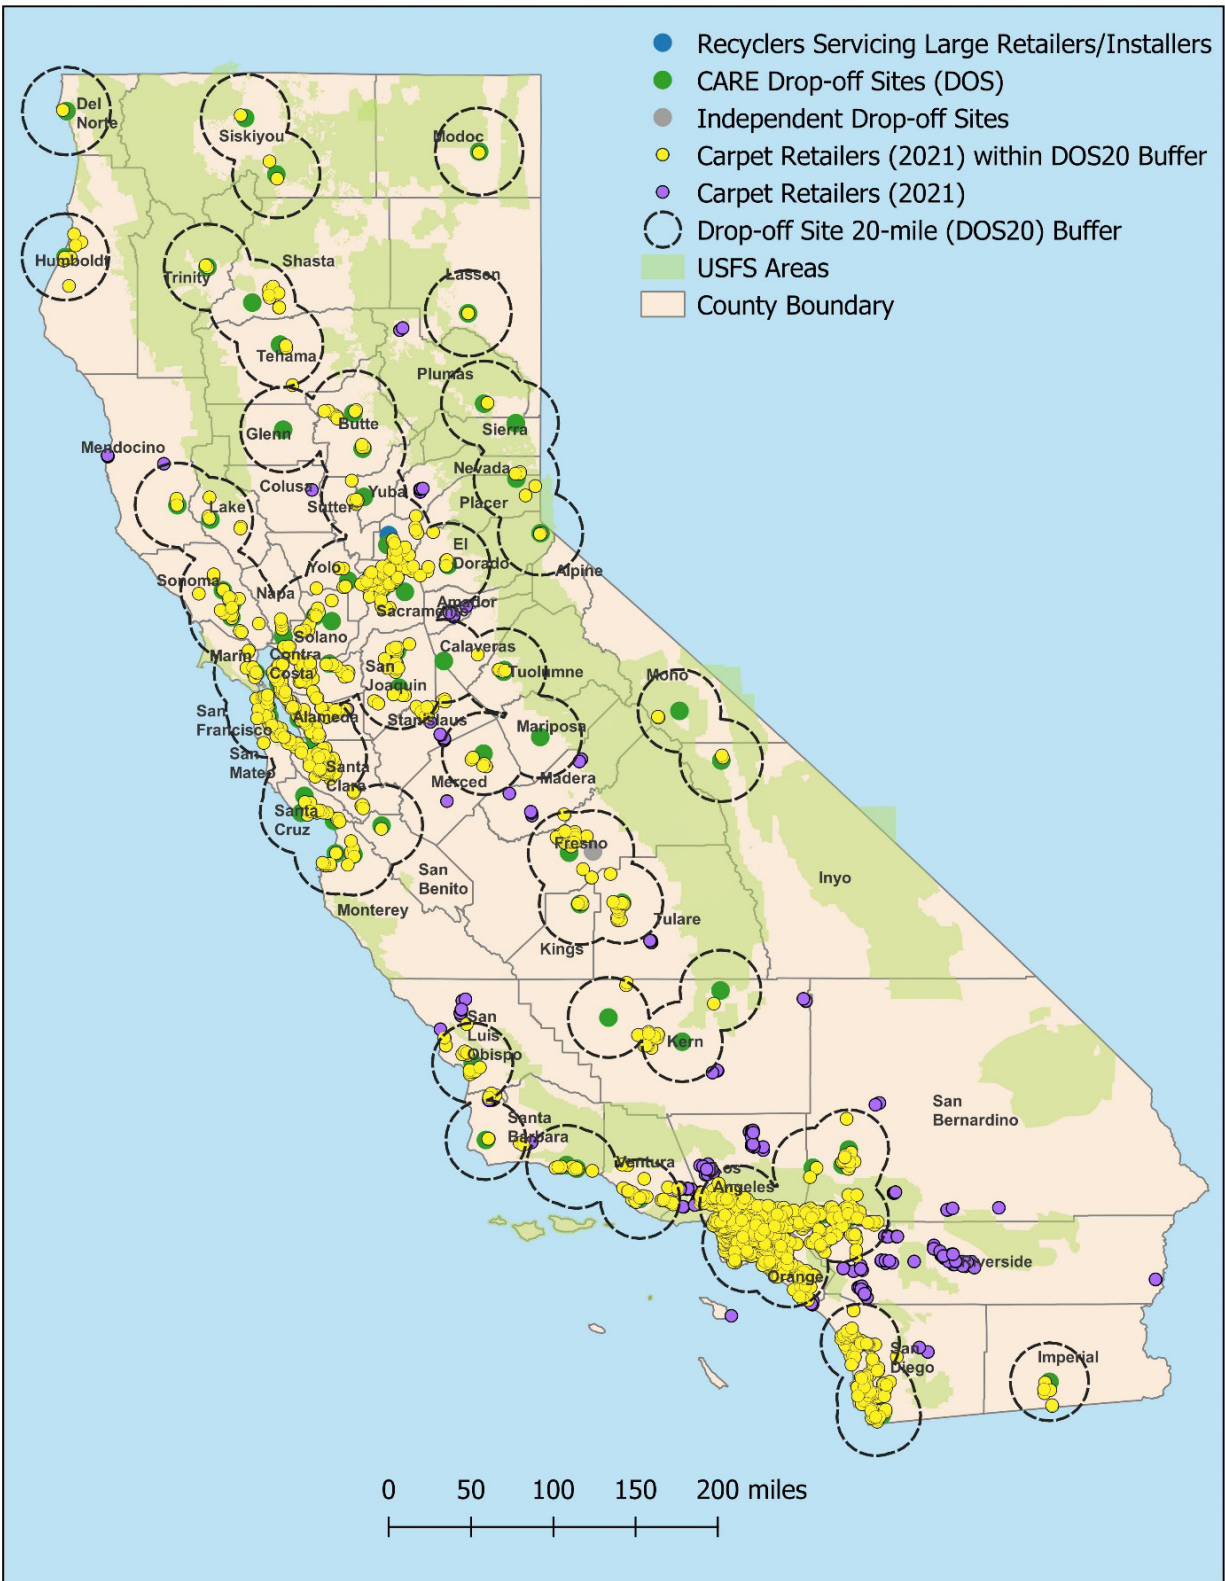 Recyclers Servicing Large Retailers/Installers
CARE Drop-off Sites (DOS)
Independent Drop-off Sites
Carpet Retailers (2021) within DOS20 Buffer
Carpet Retailers (2021)
Drop-off Site 20-mile (DOS20) Buffer
USFS Areas
County Boundary
Del
Norte
Siskiyou
Modoc
Humboldt
Trinity
Shasta
Lassen
Tehama
Plumas
Glenn
Butte
Sierra
Mendocino
Nevada
Colusa
Yuba
Lake
Sutter
Placer
El
Dorado
Yolo
Alpine
Sonoma
Napa
Amador
Sacramento
Solano
Marin
Contra
Costa
Calaveras
San
Joaquin
Tuolumne
Mono
San
Francisco
Alameda
Stanislaus
Mariposa
San
Mateo
Santa
Clara
Merced
Madera
Santa
Cruz
Fresno
San
Benito
Inyo
Monterey
Tulare
Kings
San
Luis
Obispo
Kern
San
Bernardino
Santa
Barbara
Ventura
Los
Angeles
Riverside
Orange
San
Diego
Imperial
0 50 100 150 200 miles